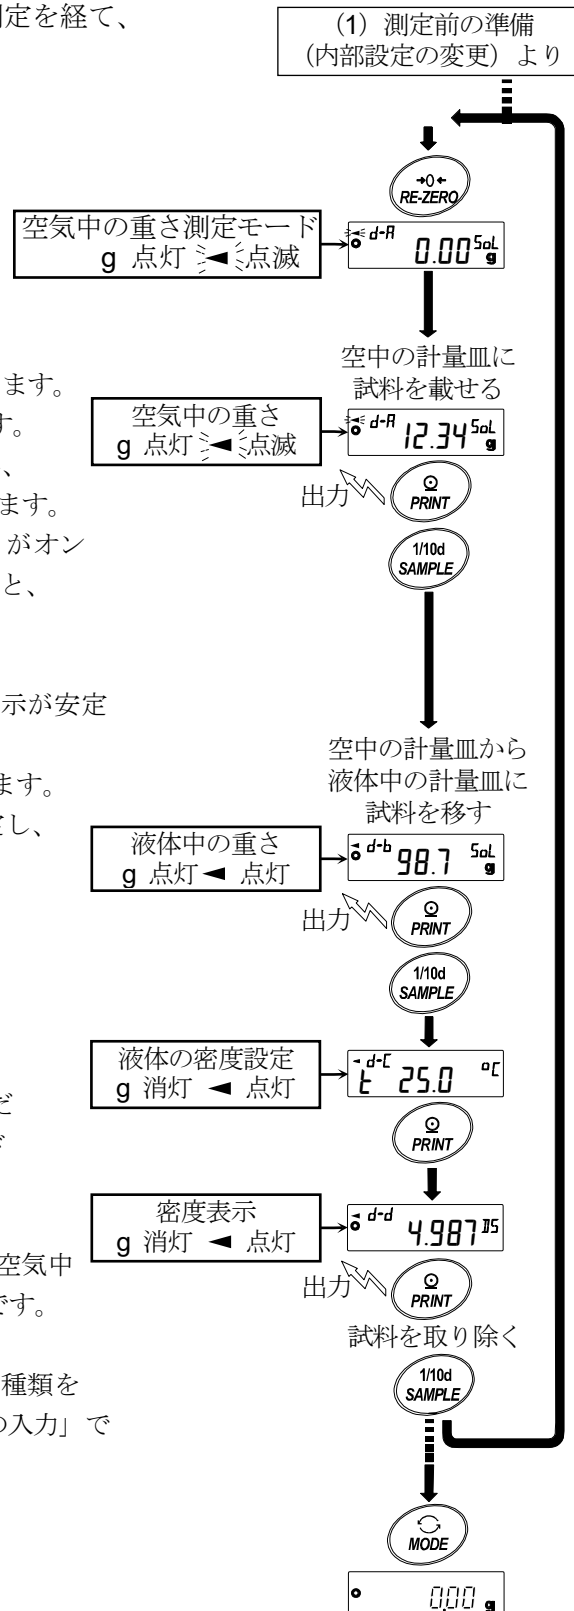 定を経て、
(1) 測定前の準備
(内部設定の変更) より
→0←
RE-ZERO
空気中の重さ測定モード
g 点灯 ◄ 点滅
d-A 0.00 SoL g
空中の計量皿に
試料を載せる
ます。
す。
、
ます。
がオン
と、
空気中の重さ
g 点灯 ◄ 点滅
d-A 12.34 SoL g
出力
PRINT
1/10d
SAMPLE
示が安定
ます。
定し、
空中の計量皿から
液体中の計量皿に
試料を移す
液体中の重さ
g 点灯 ◄ 点灯
d-b 98.7 SoL g
出力
PRINT
1/10d
SAMPLE
液体の密度設定
g 消灯 ◄ 点灯
d-C t 25.0 °C
PRINT
だ
密度表示
g 消灯 ◄ 点灯
d-d 4.987 DS
空気中
です。
出力
PRINT
試料を取り除く
種類を
の入力」で
1/10d
SAMPLE
MODE
0.00 g